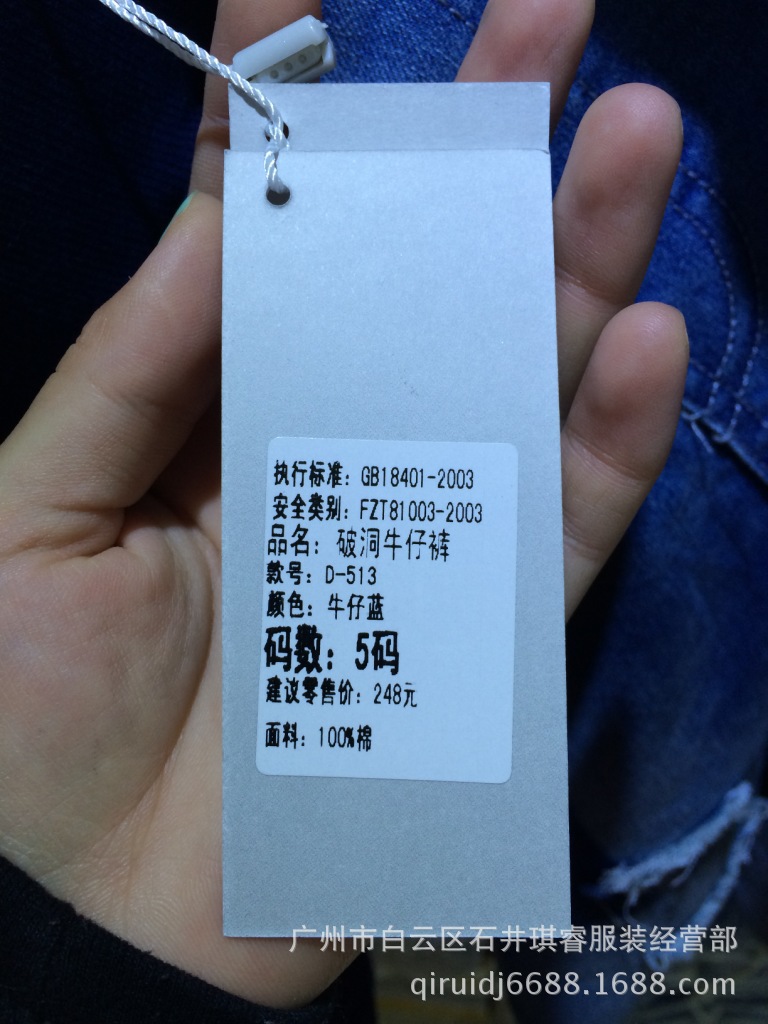 执行标准：GB18401-2003
安全类别：FZT81003-2003
品名：破洞牛仔裤
款号：D-513
颜色：牛仔蓝
码数：5码
建议零售价：248元
面料：100%棉
广州市白云区石井琪睿服装经营部
qiruidj6688.1688.com